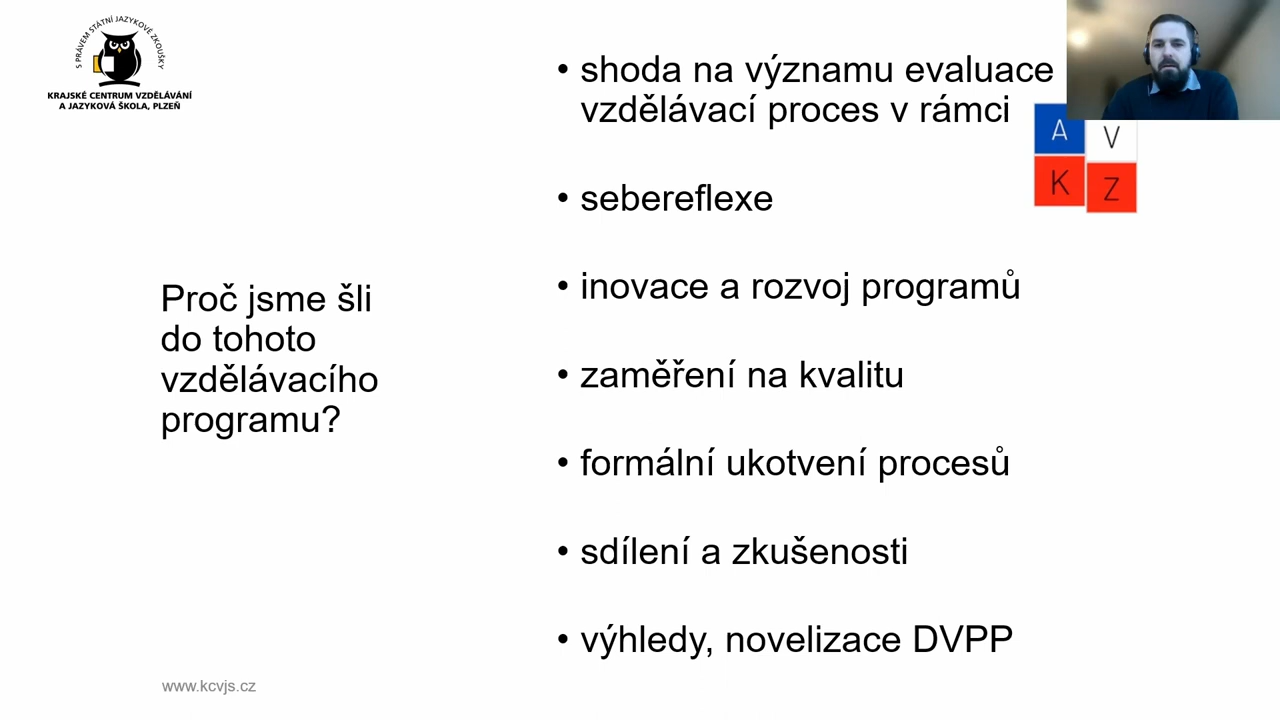 S PRÁVEM STÁTNÍ JAZYKOVÉ ZKOUŠKY
KRAJSKÉ CENTRUM VZDĚLÁVÁNÍ
A JAZYKOVÁ ŠKOLA, PLZEŇ
Proč jsme šli
do tohoto
vzdělávacího
programu?
• shoda na významu evaluace
vzdělávací proces v rámci
• sebereflexe
• inovace a rozvoj programů
• zaměření na kvalitu
• formální ukotvení procesů
• sdílení a zkušenosti
• výhledy, novelizace DVPP
A V
K Z
www.kcvjs.cz